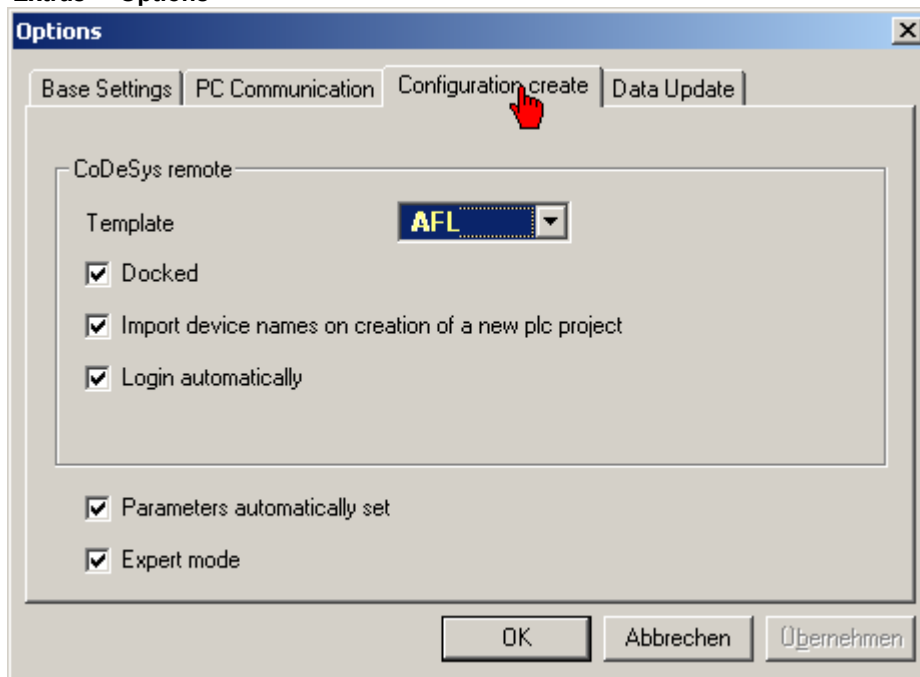 Options
Base Settings PC Communication Configuration create Data Update
CoDeSys remote
Template AFL
Docked
Import device names on creation of a new plc project
Login automatically
Parameters automatically set
Expert mode
OK Abbrechen Übernehmen